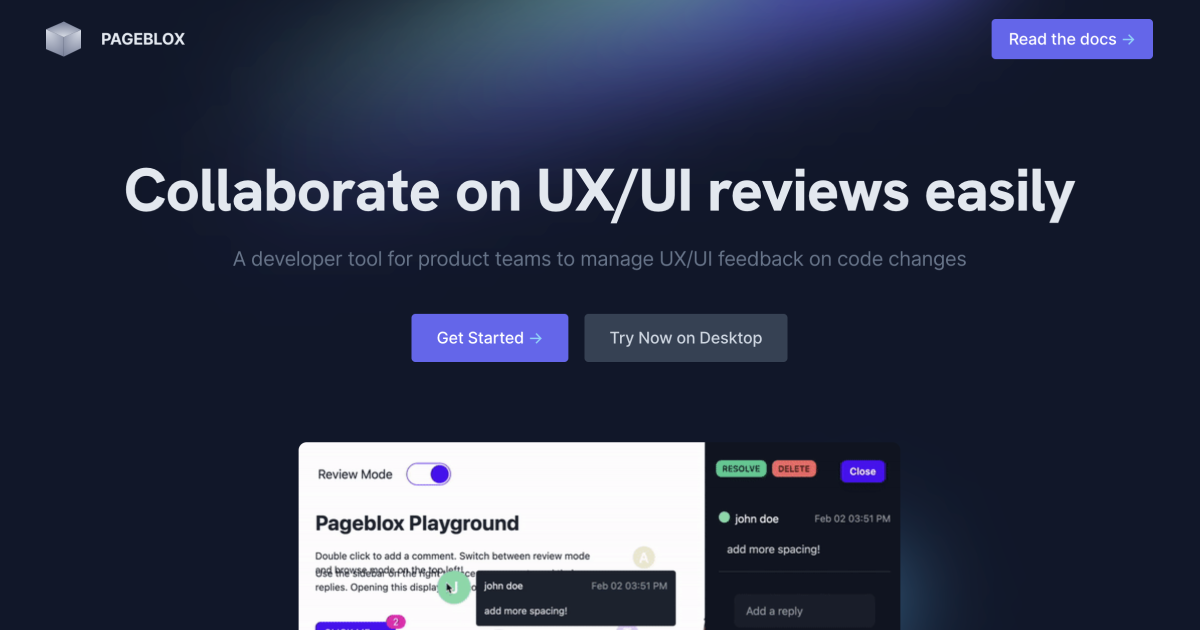 PAGEBLOX
Read the docs →
Collaborate on UX/UI reviews easily
A developer tool for product teams to manage UX/UI feedback on code changes
Get Started →
Try Now on Desktop
Review Mode
Pageblox Playground
Double click to add a comment. Switch between review mode
and browse mode on the top left!
Use the sidebar on the right
replies. Opening this
A
J
john doe
Feb 02 03:51 PM
add more spacing!
2
RESOLVE
DELETE
Close
john doe
Feb 02 03:51 PM
add more spacing!
Add a reply